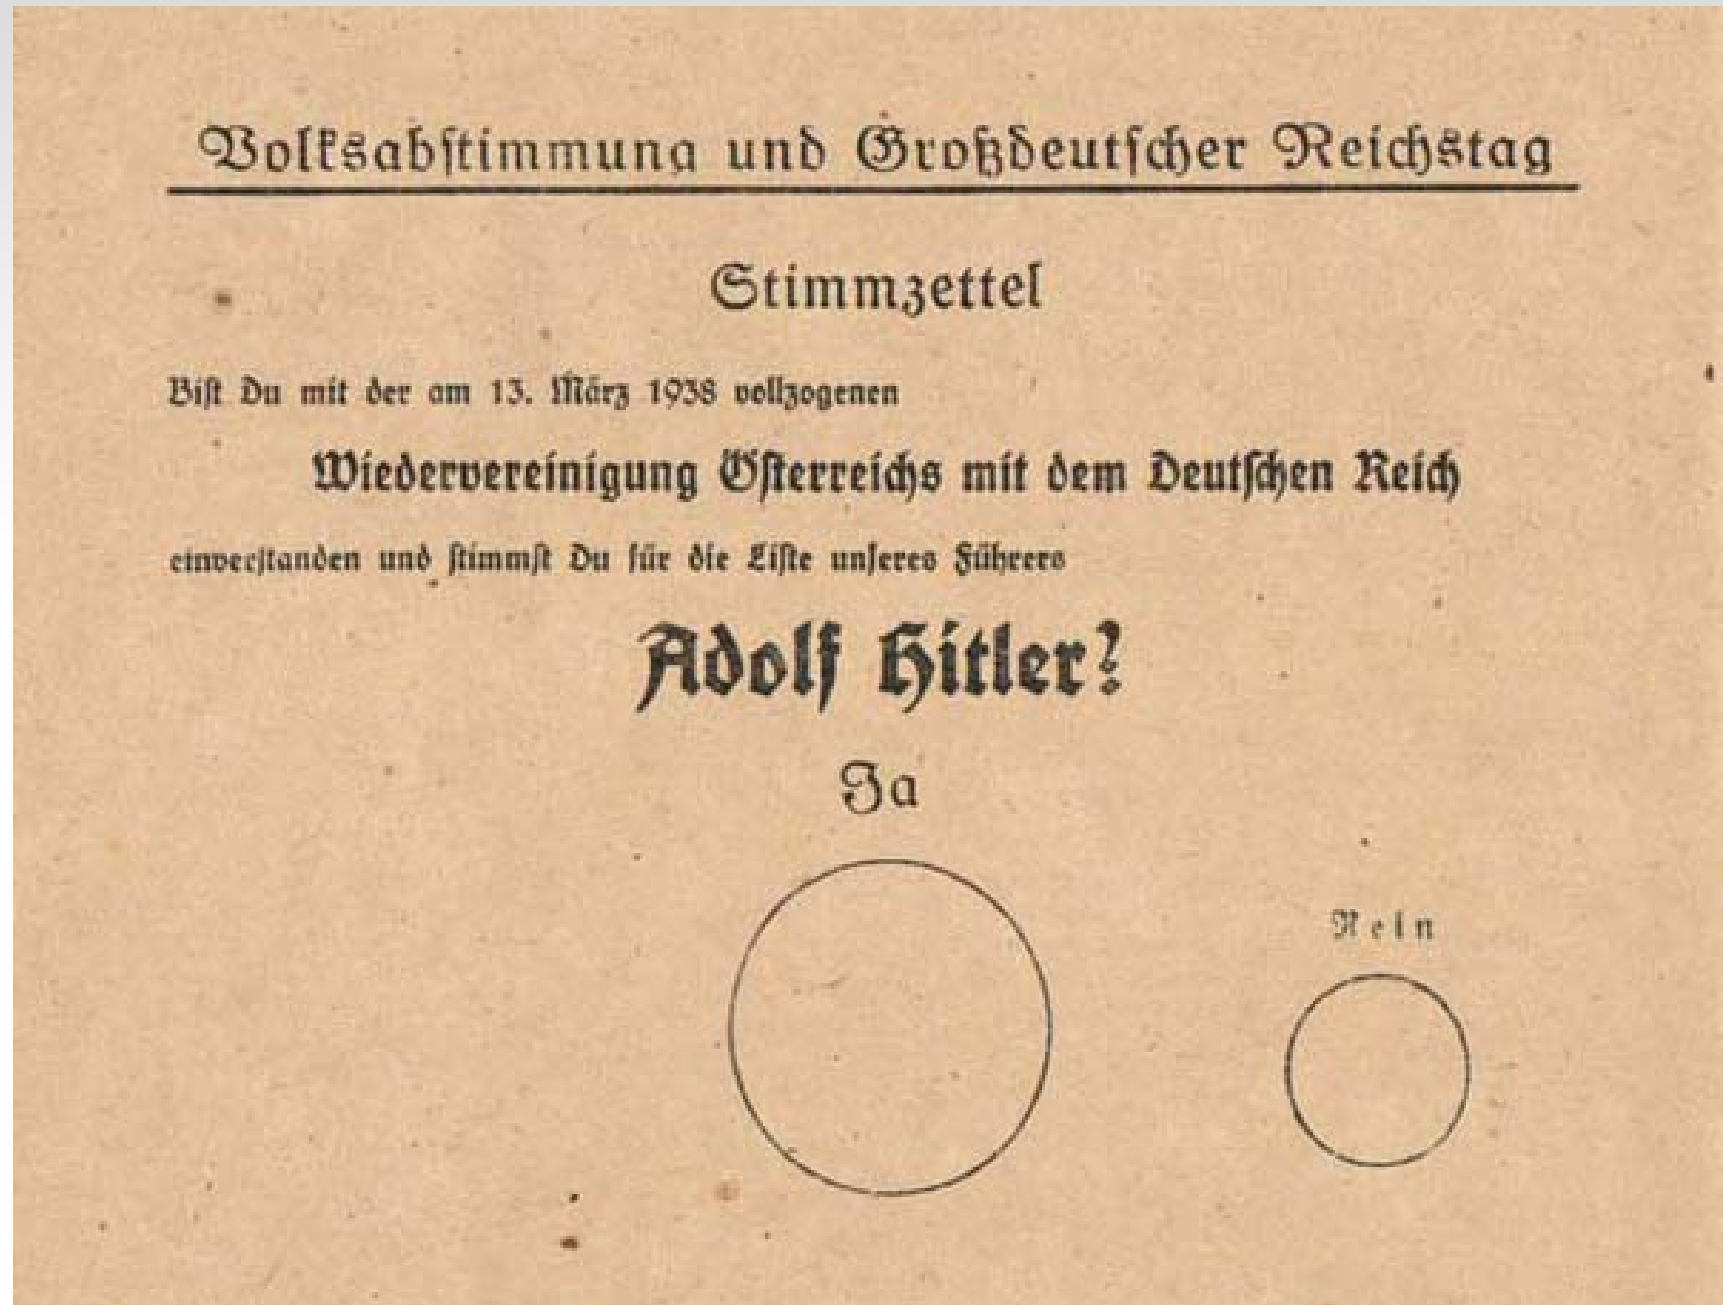 Volksabstimmung und Großdeutscher Reichstag
Stimmzettel
Bist Du mit der am 13. März 1938 vollzogenen
Wiedervereinigung Österreichs mit dem Deutschen Reich
einverstanden und stimmst Du für die Liste unseres Führers
Adolf Hitler?
Ja
Nein